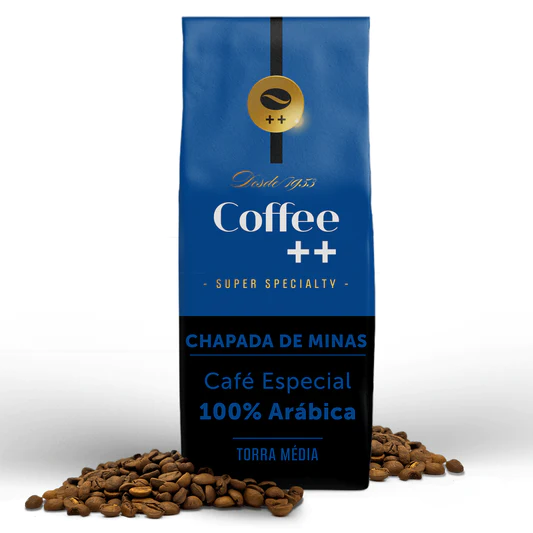 ++
Desde 1953
Coffee
++
- SUPER SPECIALTY -
CHAPADA DE MINAS
Café Especial
100% Arábica
TORRA MÉDIA